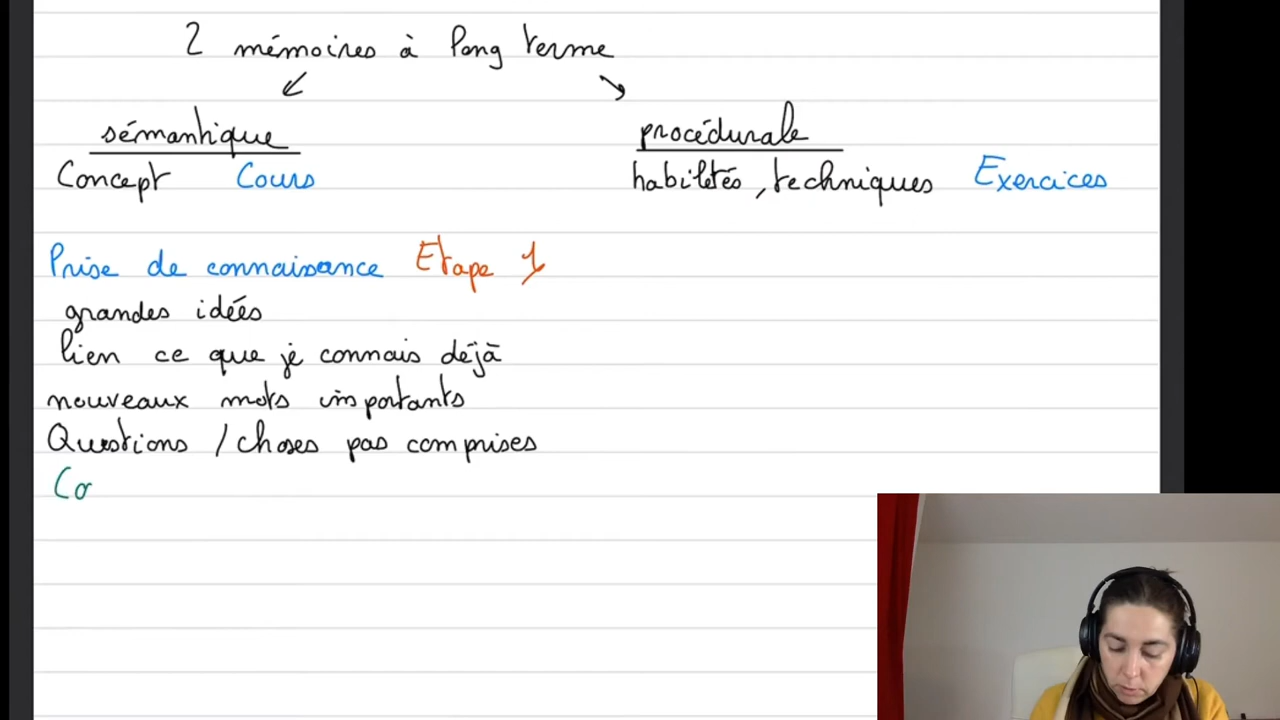 2 mémoires à long terme
sémantique
procédurale
Concept Cours
habiletés, techniques Exercices
Prise de connaissance Etape 1
grandes idées
lien ce que je connais déjà
nouveaux mots importants
Questions / choses pas comprises
Co